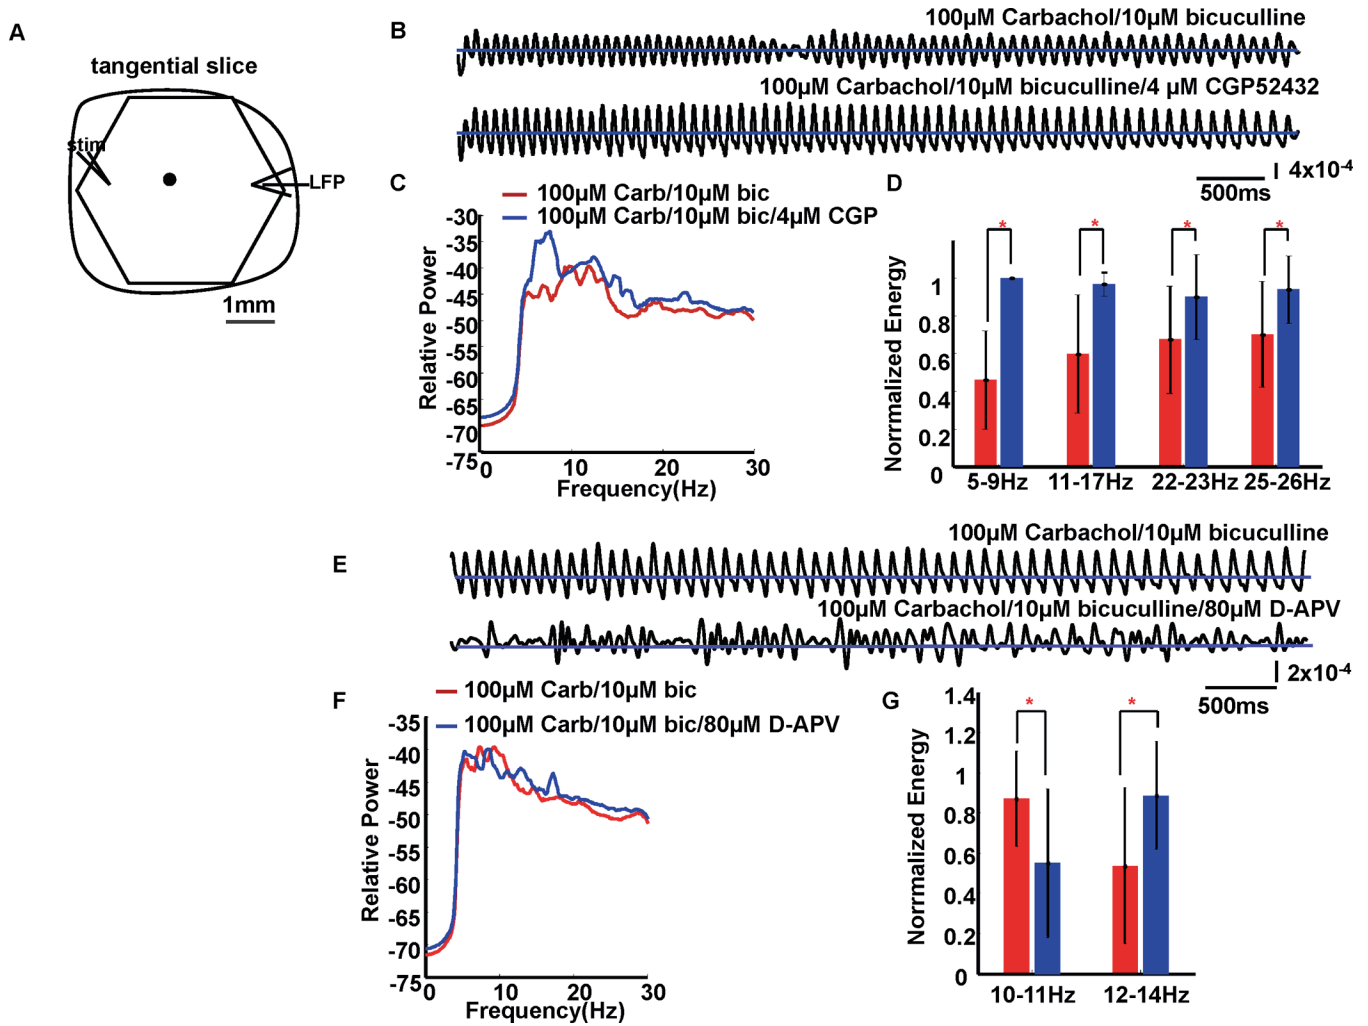 A
tangential slice
stim
LFP
1mm
B
100µM Carbachol/10µM bicuculline
100µM Carbachol/10µM bicuculline/4 µM CGP52432
4x10-4
500ms
C
100µM Carb/10µM bic
100µM Carb/10µM bic/4µM CGP
-30
-35
-40
-45
-50
-55
-60
-65
-70
-75
0
10
20
30
Relative Power
Frequency(Hz)
D
Norrmalized Energy
1
0.8
0.6
0.4
0.2
0
*
*
*
*
5-9Hz
11-17Hz
22-23Hz
25-26Hz
E
100µM Carbachol/10µM bicuculline
100µM Carbachol/10µM bicuculline/80µM D-APV
2x10-4
500ms
F
100µM Carb/10µM bic
100µM Carb/10µM bic/80µM D-APV
-35
-40
-45
-50
-55
-60
-65
-70
-75
0
10
20
30
Relative Power
Frequency(Hz)
G
Norrmalized Energy
1.4
1.2
1
0.8
0.6
0.4
0.2
0
*
*
10-11Hz
12-14Hz